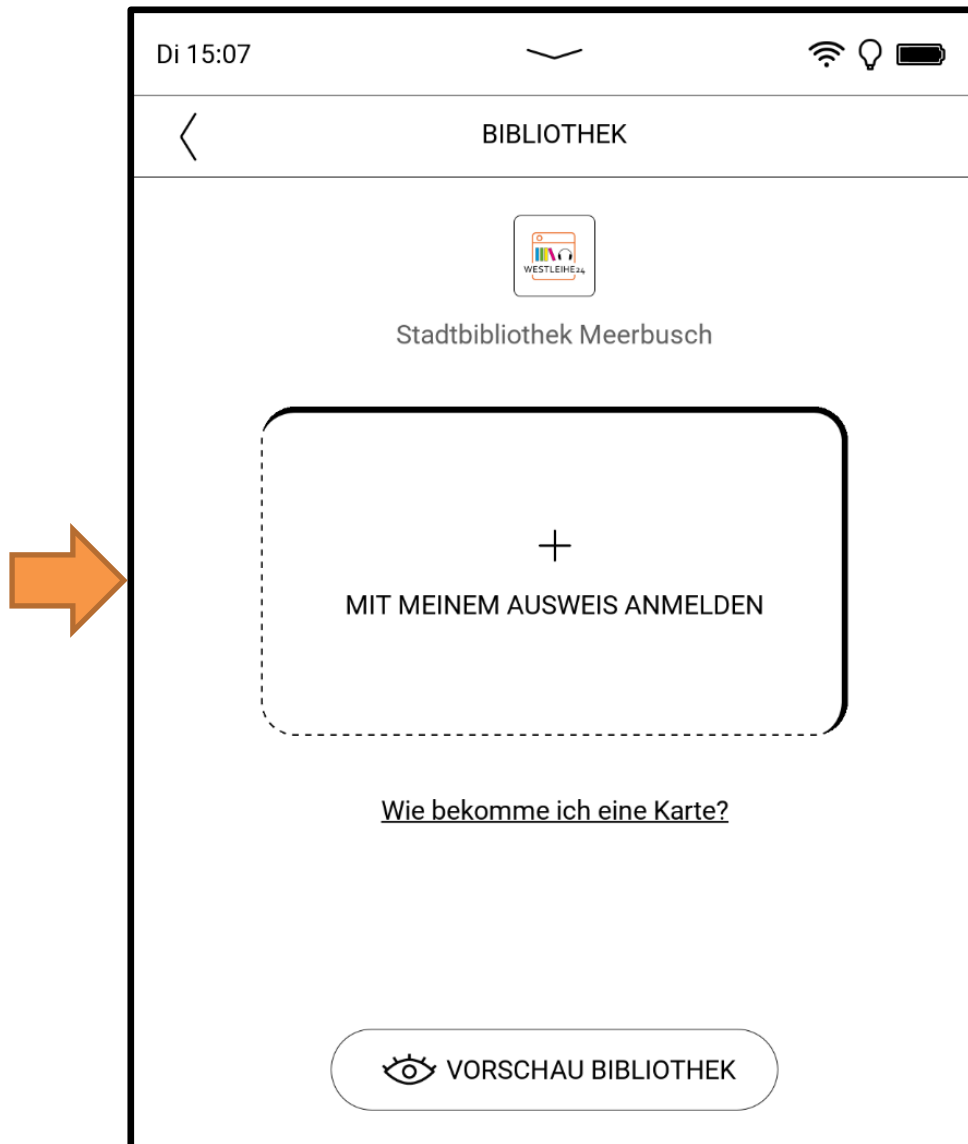 Di 15:07
BIBLIOTHEK
WESTLEIHE24
Stadtbibliothek Meerbusch
MIT MEINEM AUSWEIS ANMELDEN
Wie bekomme ich eine Karte?
VORSCHAU BIBLIOTHEK